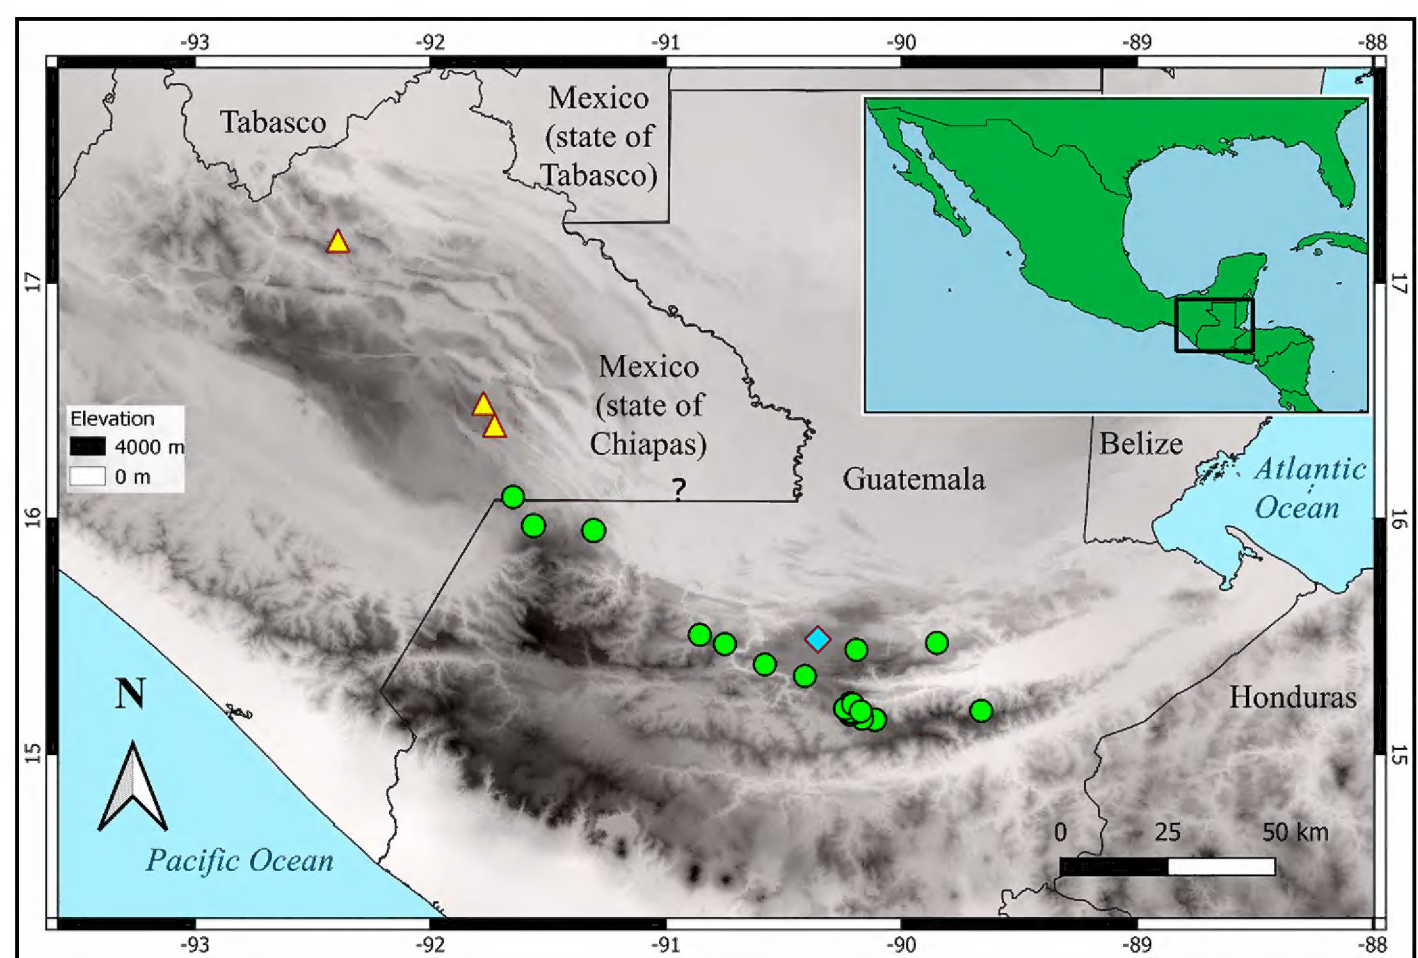 -93 -92 -91 -90 -89 -88
Mexico
(state of
Tabasco)
Tabasco
17 17
Mexico
(state of
Chiapas)
Elevation
4000 m
0 m
Guatemala
Belize
Atlantic
Ocean
?
16 16
N
Honduras
15 15
0 25 50 km
Pacific Ocean
-93 -92 -91 -90 -89 -88